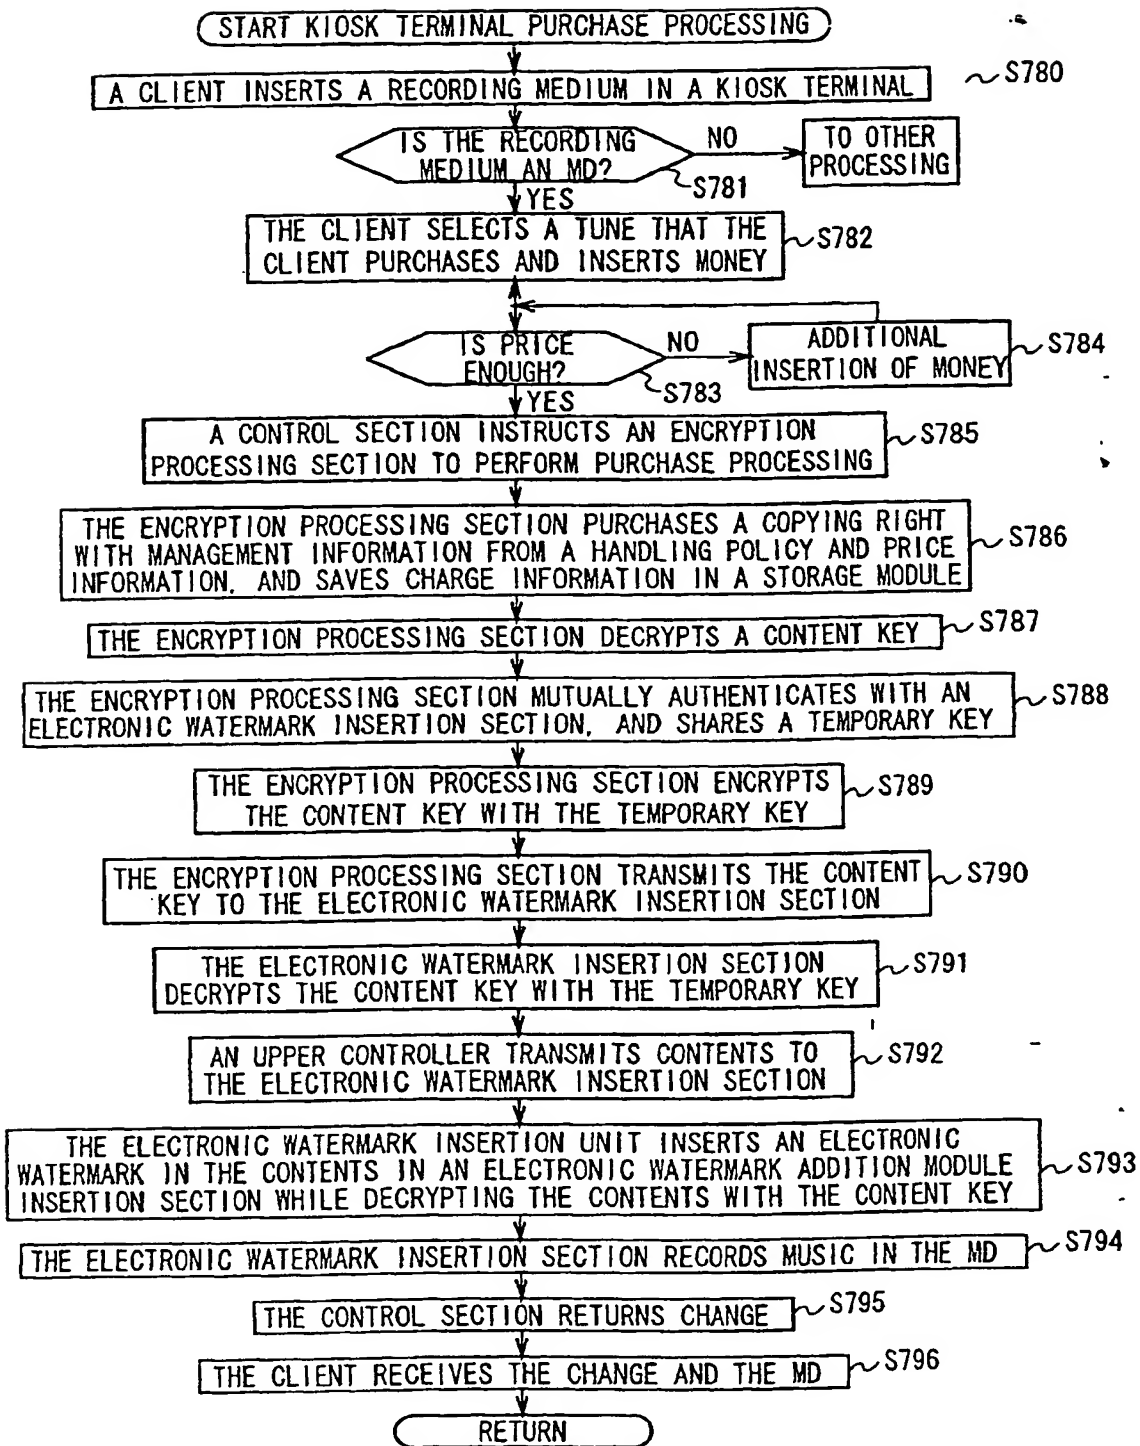 START KIOSK TERMINAL PURCHASE PROCESSING
A CLIENT INSERTS A RECORDING MEDIUM IN A KIOSK TERMINAL
S780
IS THE RECORDING
MEDIUM AN MD?
S781
NO
TO OTHER
PROCESSING
YES
THE CLIENT SELECTS A TUNE THAT THE
CLIENT PURCHASES AND INSERTS MONEY
S782
IS PRICE
ENOUGH?
S783
NO
ADDITIONAL
INSERTION OF MONEY
S784
YES
A CONTROL SECTION INSTRUCTS AN ENCRYPTION
PROCESSING SECTION TO PERFORM PURCHASE PROCESSING
S785
THE ENCRYPTION PROCESSING SECTION PURCHASES A COPYING RIGHT
WITH MANAGEMENT INFORMATION FROM A HANDLING POLICY AND PRICE
INFORMATION, AND SAVES CHARGE INFORMATION IN A STORAGE MODULE
S786
THE ENCRYPTION PROCESSING SECTION DECRYPTS A CONTENT KEY
S787
THE ENCRYPTION PROCESSING SECTION MUTUALLY AUTHENTICATES WITH AN
ELECTRONIC WATERMARK INSERTION SECTION, AND SHARES A TEMPORARY KEY
S788
THE ENCRYPTION PROCESSING SECTION ENCRYPTS
THE CONTENT KEY WITH THE TEMPORARY KEY
S789
THE ENCRYPTION PROCESSING SECTION TRANSMITS THE CONTENT
KEY TO THE ELECTRONIC WATERMARK INSERTION SECTION
S790
THE ELECTRONIC WATERMARK INSERTION SECTION
DECRYPTS THE CONTENT KEY WITH THE TEMPORARY KEY
S791
AN UPPER CONTROLLER TRANSMITS CONTENTS TO
THE ELECTRONIC WATERMARK INSERTION SECTION
S792
THE ELECTRONIC WATERMARK INSERTION UNIT INSERTS AN ELECTRONIC
WATERMARK IN THE CONTENTS IN AN ELECTRONIC WATERMARK ADDITION MODULE
INSERTION SECTION WHILE DECRYPTING THE CONTENTS WITH THE CONTENT KEY
S793
THE ELECTRONIC WATERMARK INSERTION SECTION RECORDS MUSIC IN THE MD
S794
THE CONTROL SECTION RETURNS CHANGE
S795
THE CLIENT RECEIVES THE CHANGE AND THE MD
S796
RETURN